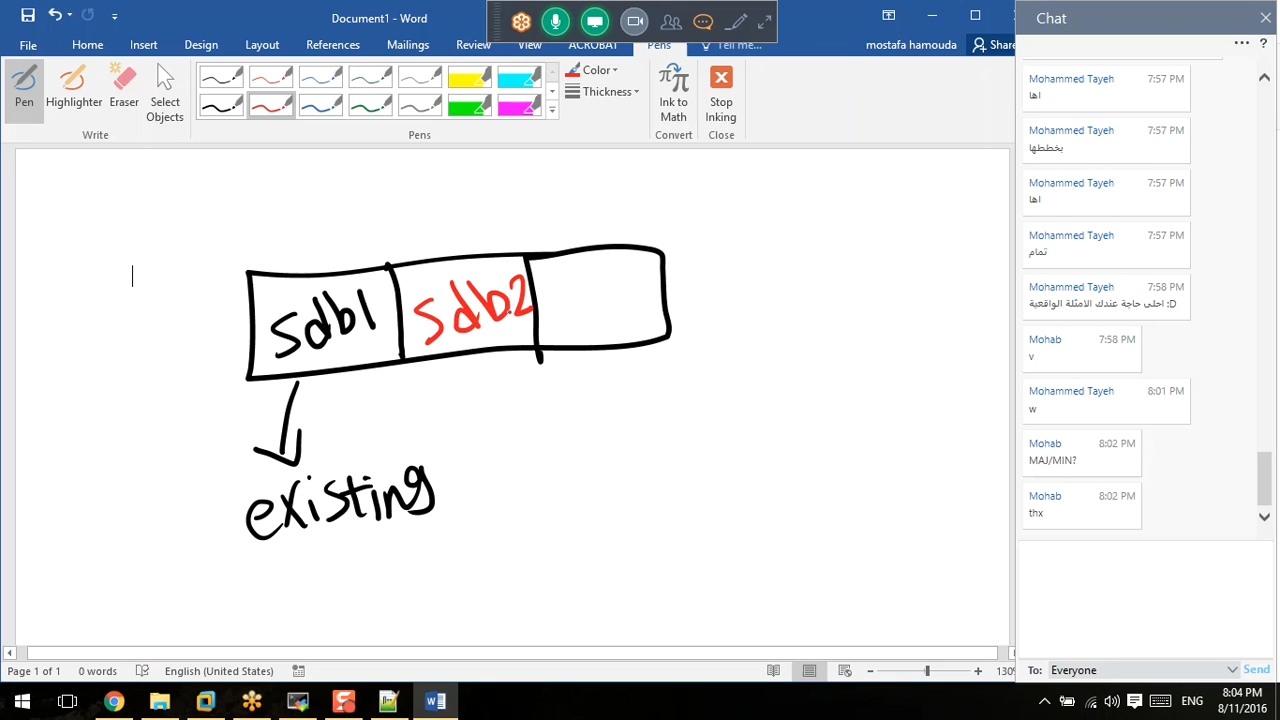 Document1 - Word
File
Home
Insert
Design
Layout
References
Mailings
Review
View
ACROBAT
Pens
Tell me...
mostafa hamouda
Share
Pen
Highlighter
Eraser
Select Objects
Color
Thickness
Ink to Math
Stop Inking
Write
Pens
Convert
Close
sdb1
sdb2
existing
Chat
Mohammed Tayeh 7:57 PM
اها
Mohammed Tayeh 7:57 PM
بخططها
Mohammed Tayeh 7:57 PM
اها
Mohammed Tayeh 7:57 PM
تمام
Mohammed Tayeh 7:58 PM
احلى حاجة عندك الامثلة الواقعية :D
Mohab 7:58 PM
v
Mohammed Tayeh 8:01 PM
w
Mohab 8:02 PM
MAJ/MIN?
Mohab 8:02 PM
thx
To: Everyone Send
Page 1 of 1 0 words English (United States)
ENG
8:04 PM
8/11/2016